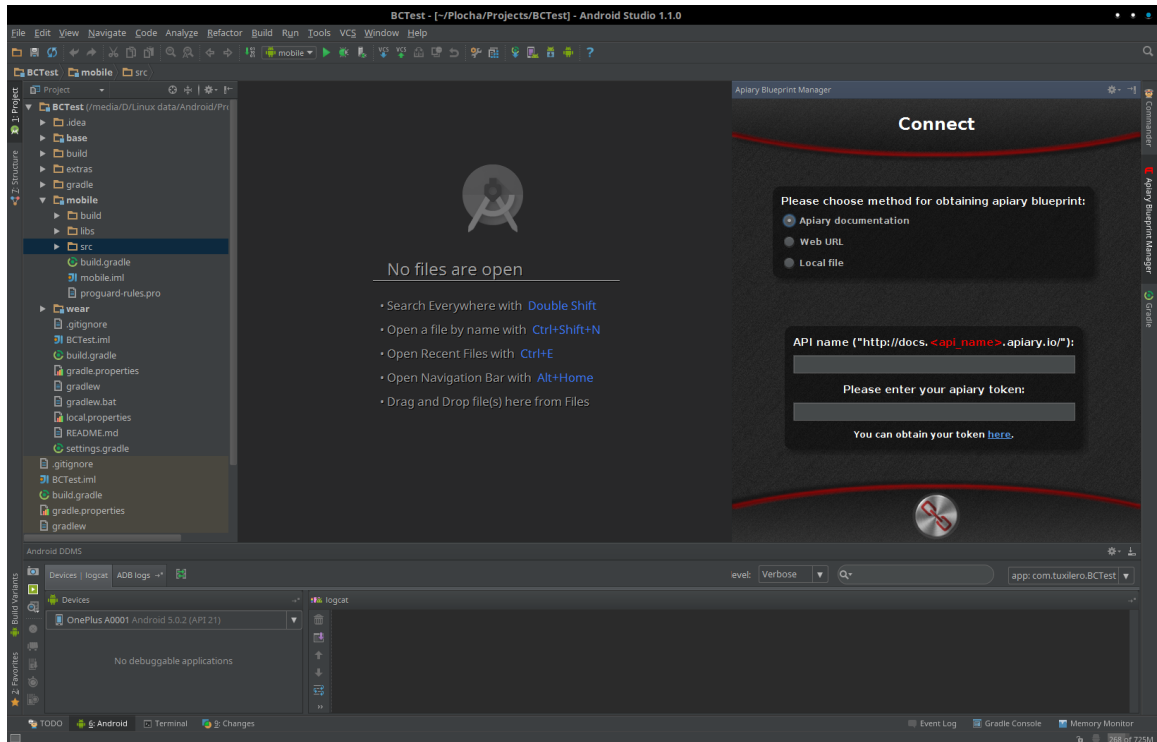 BCTest - [~/Plocha/Projects/BCTest] - Android Studio 1.1.0
File Edit View Navigate Code Analyze Refactor Build Run Tools VCS Window Help
mobile
BCTest mobile src
1: Project
Z: Structure
Project
BCTest (/media/D/Linux data/Android/Pr
.idea
base
build
extras
gradle
mobile
build
libs
src
build.gradle
mobile.iml
proguard-rules.pro
wear
.gitignore
BCTest.iml
build.gradle
gradle.properties
gradlew
gradlew.bat
local.properties
README.md
settings.gradle
.gitignore
BCTest.iml
build.gradle
gradle.properties
gradlew
No files are open
• Search Everywhere with Double Shift
• Open a file by name with Ctrl+Shift+N
• Open Recent Files with Ctrl+E
• Open Navigation Bar with Alt+Home
• Drag and Drop file(s) here from Files
Apiary Blueprint Manager
Connect
Please choose method for obtaining apiary blueprint:
Apiary documentation
Web URL
Local file
API name ("http://docs.<api_name>.apiary.io/"):
Please enter your apiary token:
You can obtain your token here.
Commander
Apiary Blueprint Manager
Gradle
Android DDMS
Build Variants
2: Favorites
Devices | logcat ADB logs
evel: Verbose
app: com.tuxilero.BCTest
Devices
logcat
OnePlus A0001 Android 5.0.2 (API 21)
No debuggable applications
TODO 6: Android Terminal 9: Changes
Event Log Gradle Console Memory Monitor
268 of 725M